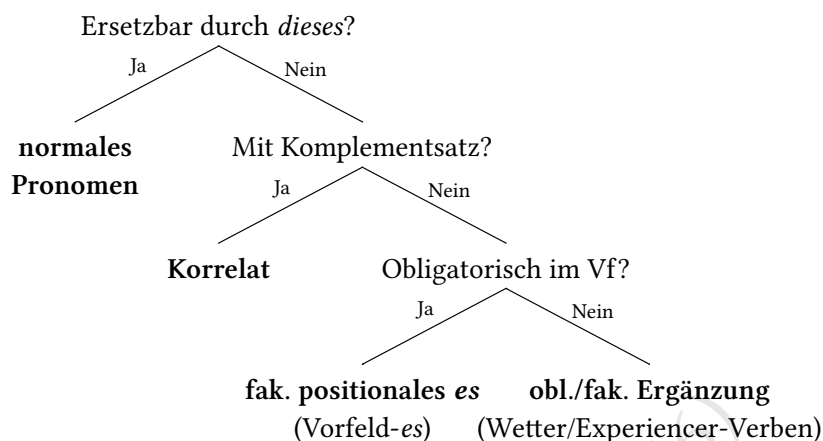 Ersetzbar durch dieses?
Ja
Nein
normales
Pronomen
Mit Komplementsatz?
Ja
Nein
Korrelat
Obligatorisch im Vf?
Ja
Nein
fak. positionales es
(Vorfeld-es)
obl./fak. Ergänzung
(Wetter/Experiencer-Verben)